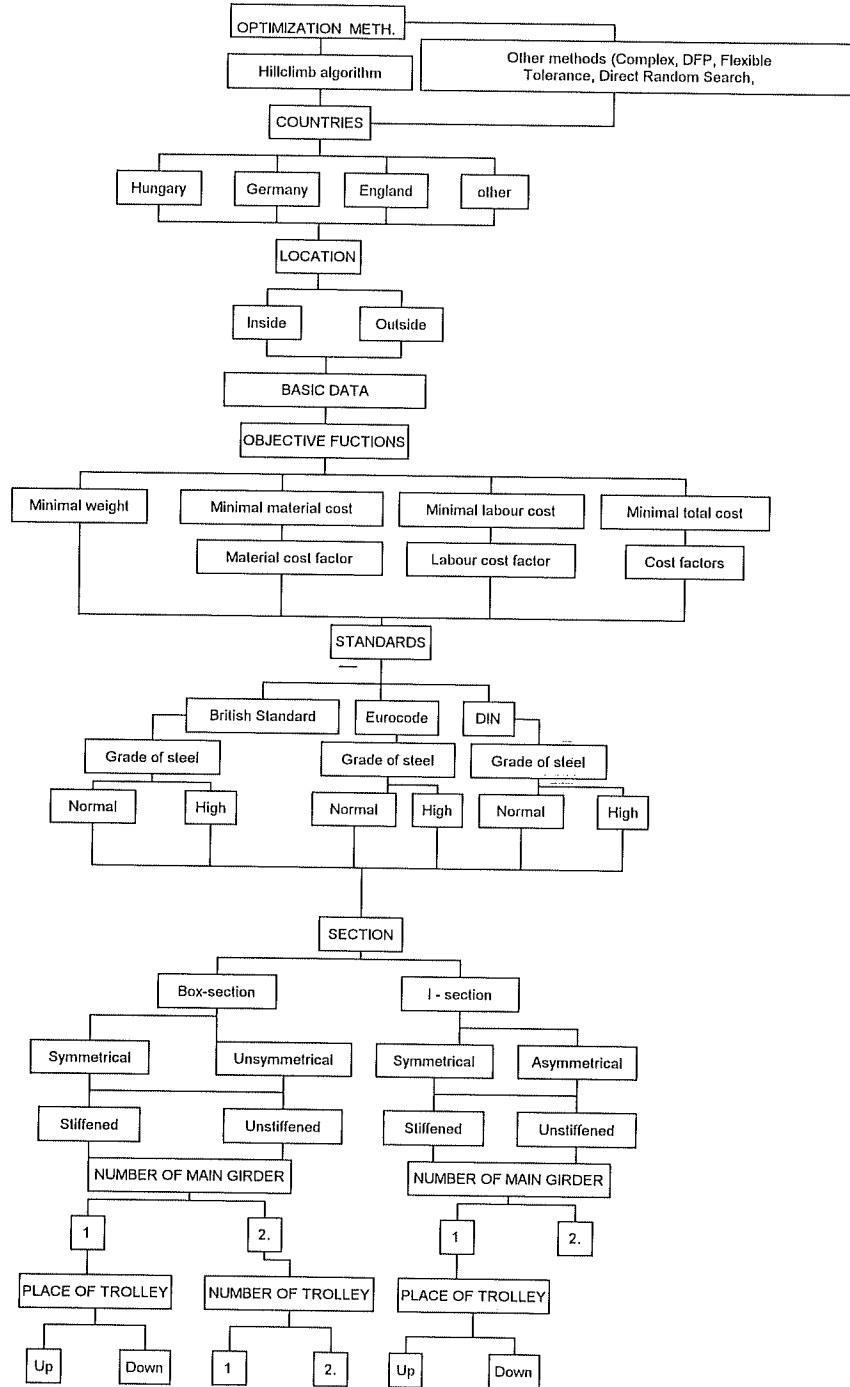 OPTIMIZATION METH.
Hillclimb algorithm
Other methods (Complex, DFP, Flexible
Tolerance, Direct Random Search,
COUNTRIES
Hungary
Germany
England
other
LOCATION
Inside
Outside
BASIC DATA
OBJECTIVE FUCTIONS
Minimal weight
Minimal material cost
Minimal labour cost
Minimal total cost
Material cost factor
Labour cost factor
Cost factors
STANDARDS
British Standard
Eurocode
DIN
Grade of steel
Grade of steel
Grade of steel
Normal
High
Normal
High
Normal
High
SECTION
Box-section
I - section
Symmetrical
Unsymmetrical
Symmetrical
Asymmetrical
Stiffened
Unstiffened
Stiffened
Unstiffened
NUMBER OF MAIN GIRDER
NUMBER OF MAIN GIRDER
1
2.
1
2.
PLACE OF TROLLEY
NUMBER OF TROLLEY
PLACE OF TROLLEY
Up
Down
1
2.
Up
Down